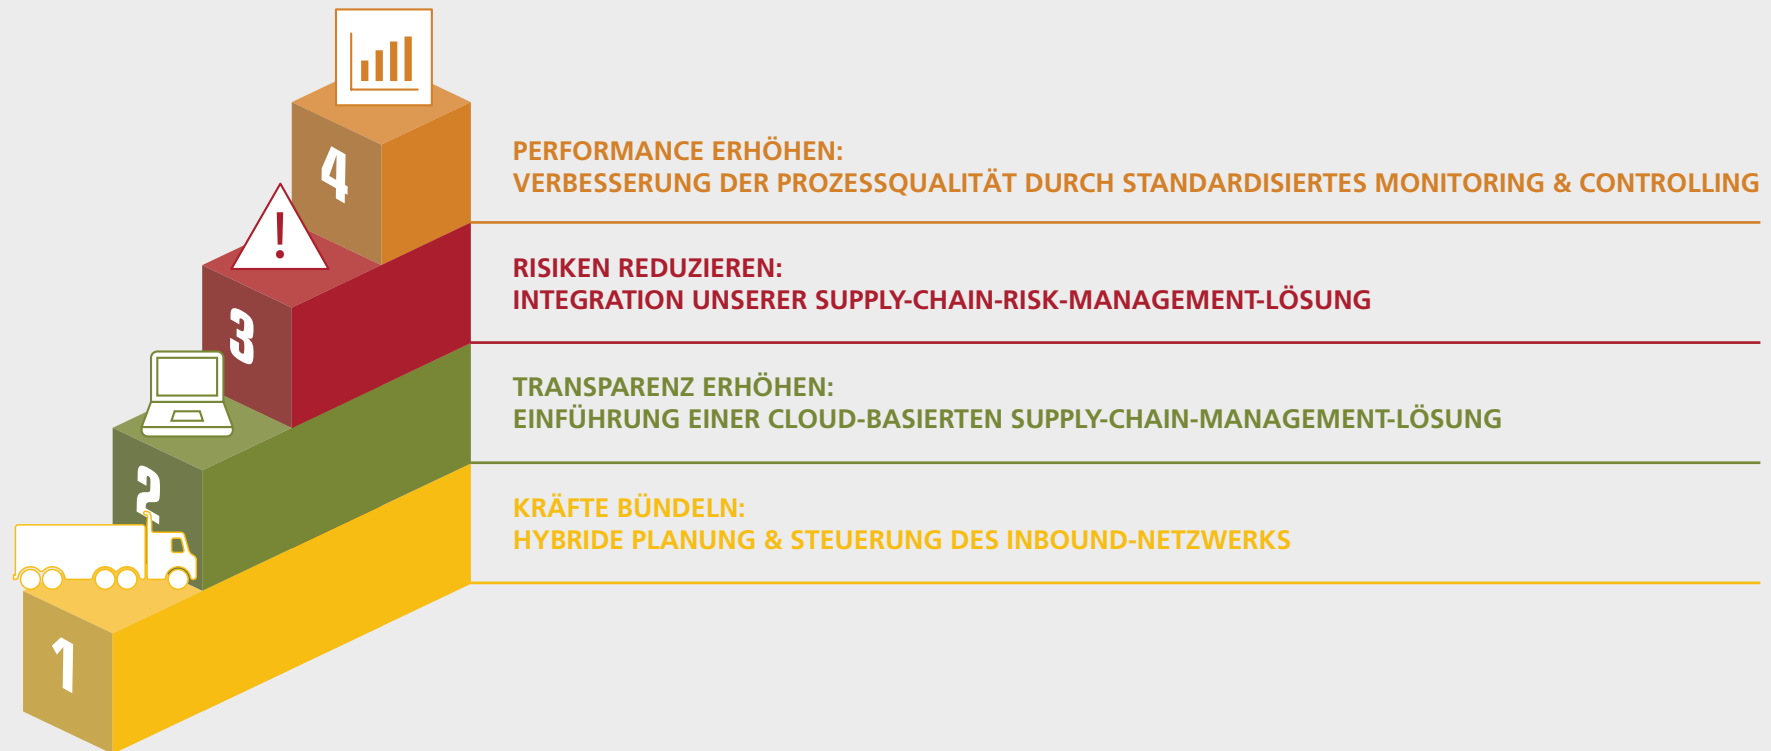 4
PERFORMANCE ERHÖHEN:
VERBESSERUNG DER PROZESSQUALITÄT DURCH STANDARDISIERTES MONITORING & CONTROLLING
!
3
RISIKEN REDUZIEREN:
INTEGRATION UNSERER SUPPLY-CHAIN-RISK-MANAGEMENT-LÖSUNG
2
TRANSPARENZ ERHÖHEN:
EINFÜHRUNG EINER CLOUD-BASIERTEN SUPPLY-CHAIN-MANAGEMENT-LÖSUNG
1
KRÄFTE BÜNDELN:
HYBRIDE PLANUNG & STEUERUNG DES INBOUND-NETZWERKS